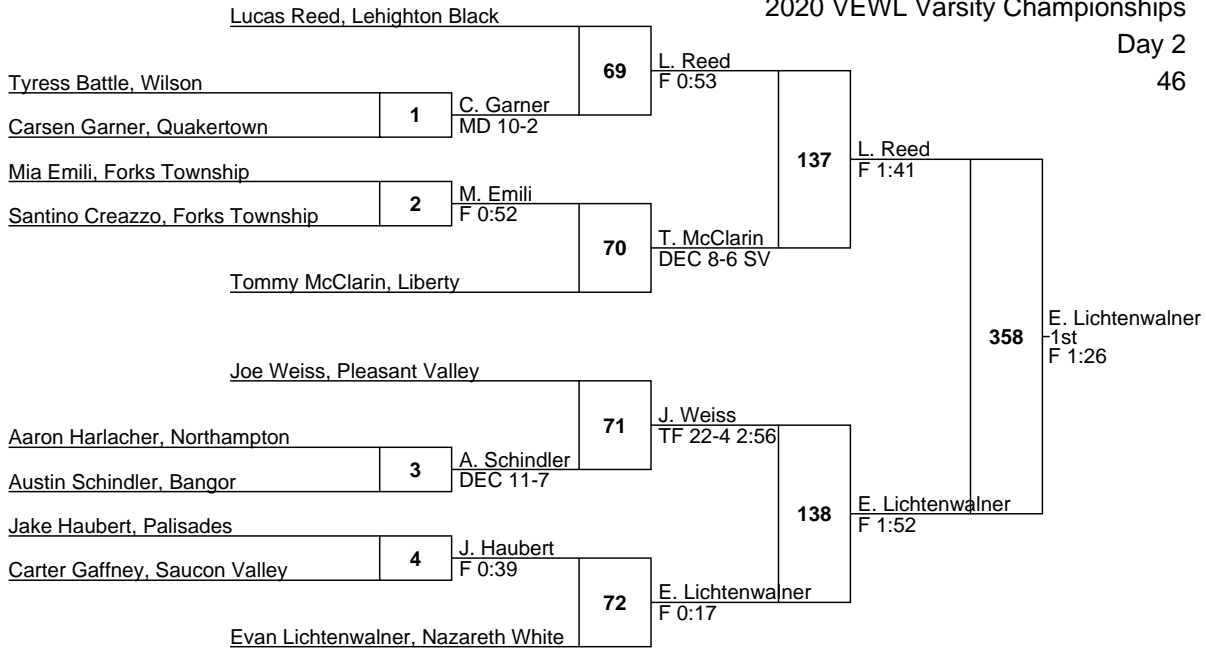 2020 VEWL Varsity Championships
Day 2
46
Lucas Reed, Lehighton Black
69
L. Reed
F 0:53
Tyress Battle, Wilson
1
C. Garner
MD 10-2
Carsen Garner, Quakertown
137
L. Reed
F 1:41
Mia Emili, Forks Township
2
M. Emili
F 0:52
Santino Creazzo, Forks Township
70
T. McClarin
DEC 8-6 SV
Tommy McClarin, Liberty
358
E. Lichtenwalner
1st
F 1:26
Joe Weiss, Pleasant Valley
71
J. Weiss
TF 22-4 2:56
Aaron Harlacher, Northampton
3
A. Schindler
DEC 11-7
Austin Schindler, Bangor
138
E. Lichtenwalner
F 1:52
Jake Haubert, Palisades
4
J. Haubert
F 0:39
Carter Gaffney, Saucon Valley
72
E. Lichtenwalner
F 0:17
Evan Lichtenwalner, Nazareth White